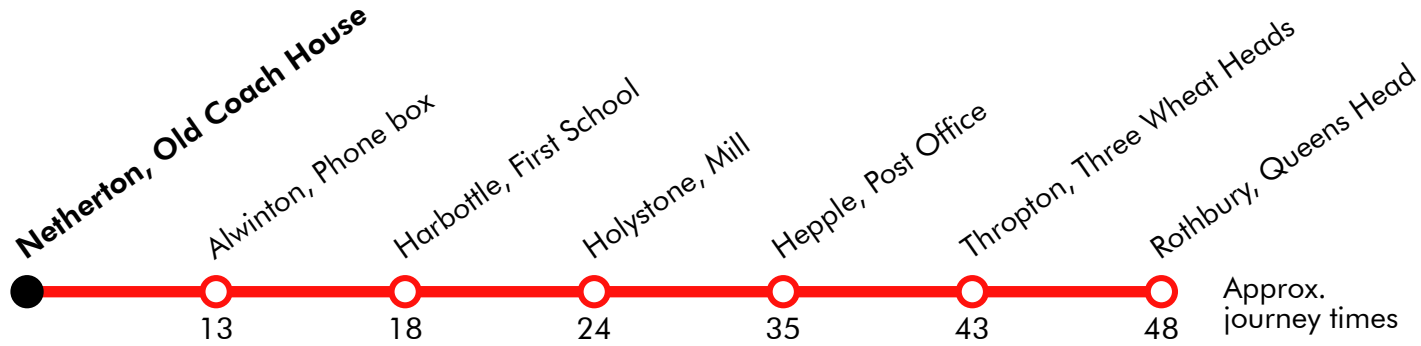 Netherton, Old Coach House
Alwinton, Phone box
Harbottle, First School
Holystone, Mill
Hepple, Post Office
Thropton, Three Wheat Heads
Rothbury, Queens Head
13
18
24
35
43
48
Approx.
journey times